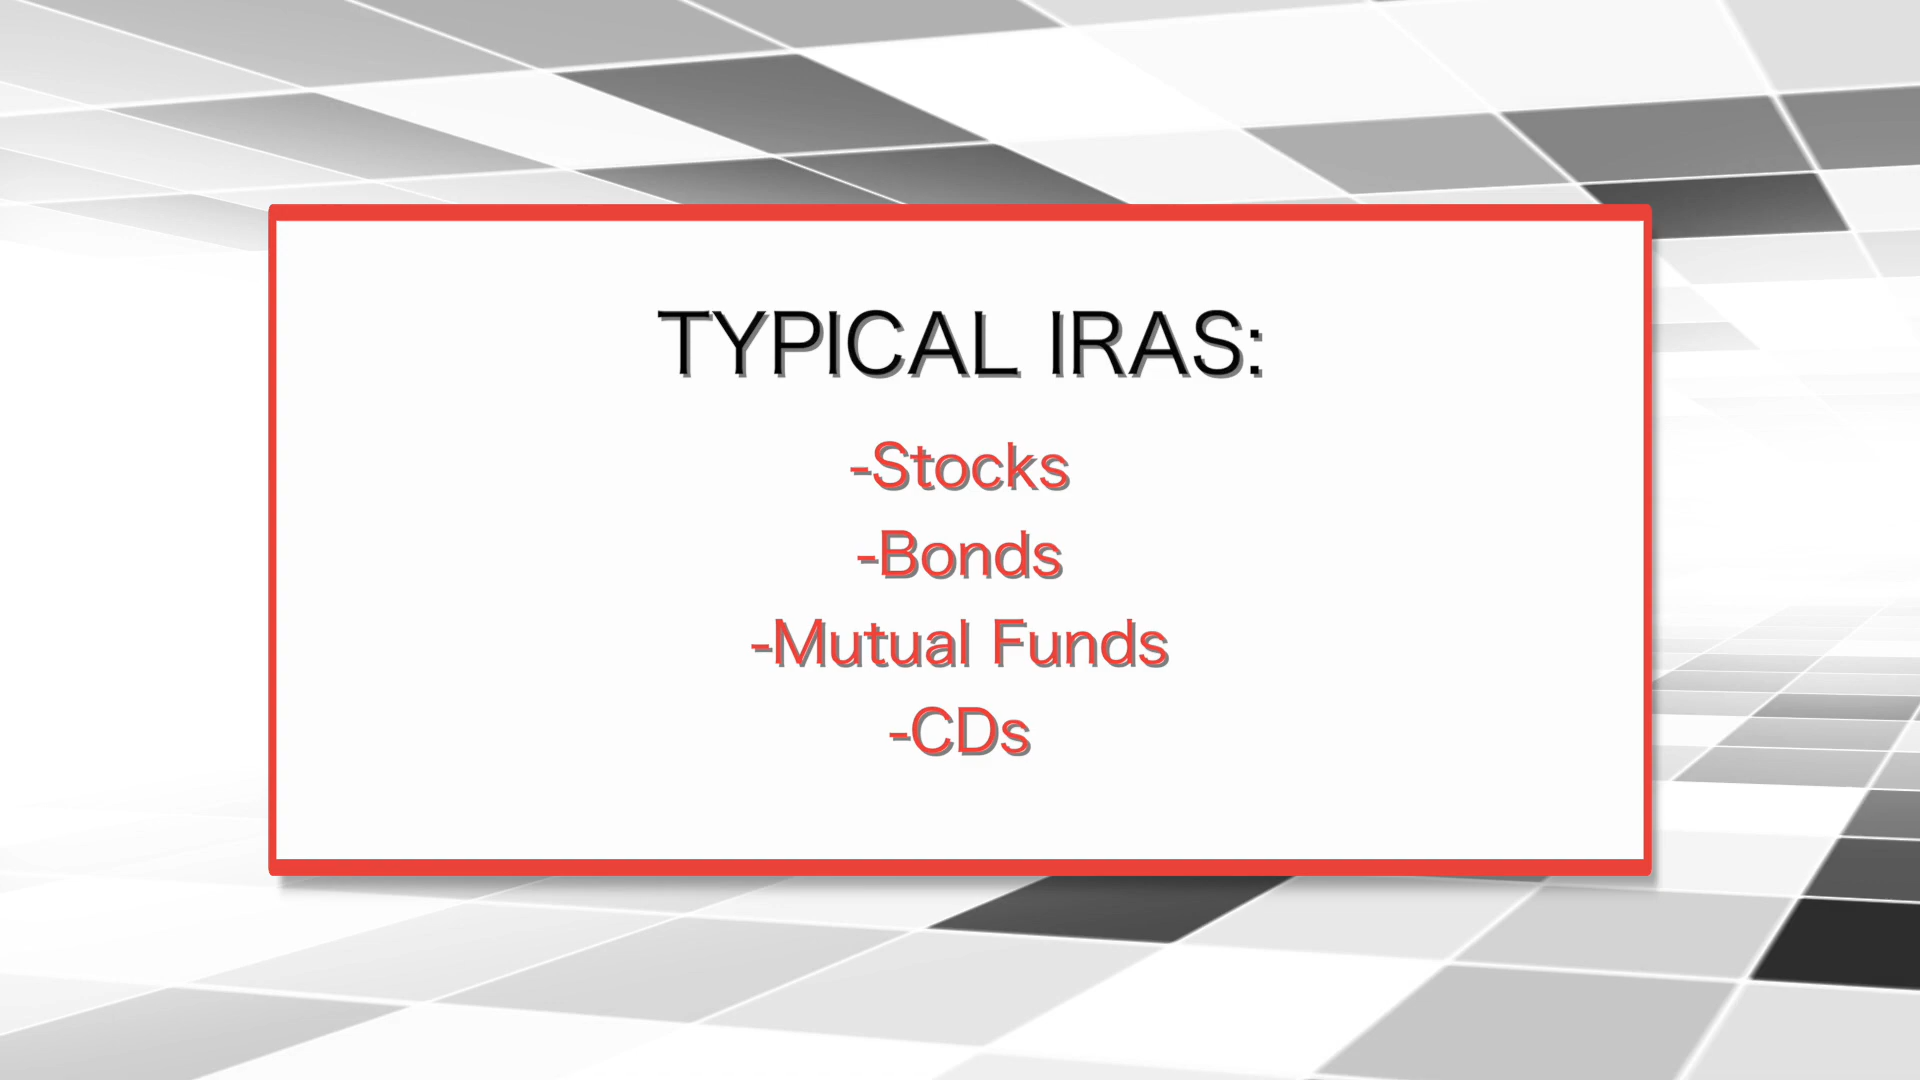 TYPICAL IRAS:
-Stocks
-Bonds
-Mutual Funds
-CDs